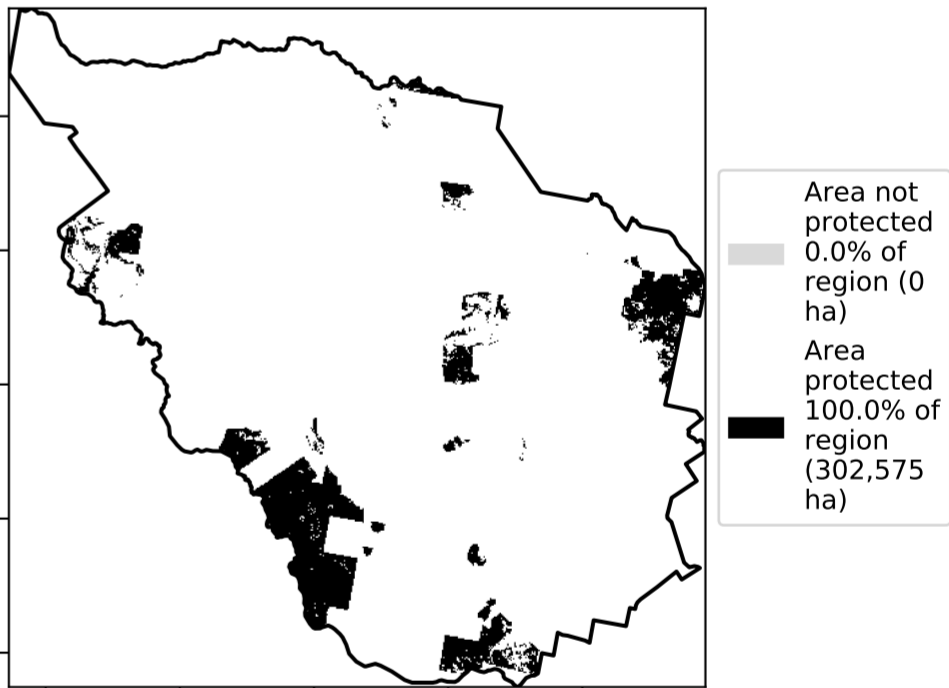 Area not
protected
0.0% of
region (0
ha)
Area
protected
100.0% of
region
(302,575
ha)